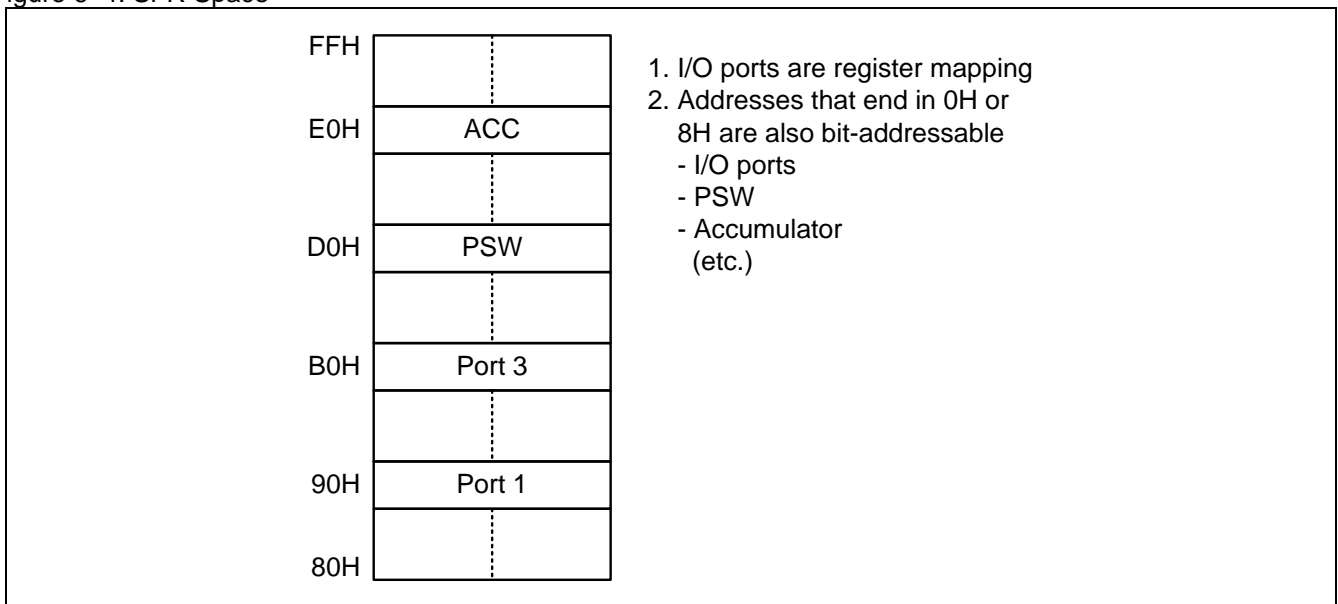 FFH
E0H ACC
D0H PSW
B0H Port 3
90H Port 1
80H
1. I/O ports are register mapping
2. Addresses that end in 0H or
8H are also bit-addressable
- I/O ports
- PSW
- Accumulator
(etc.)